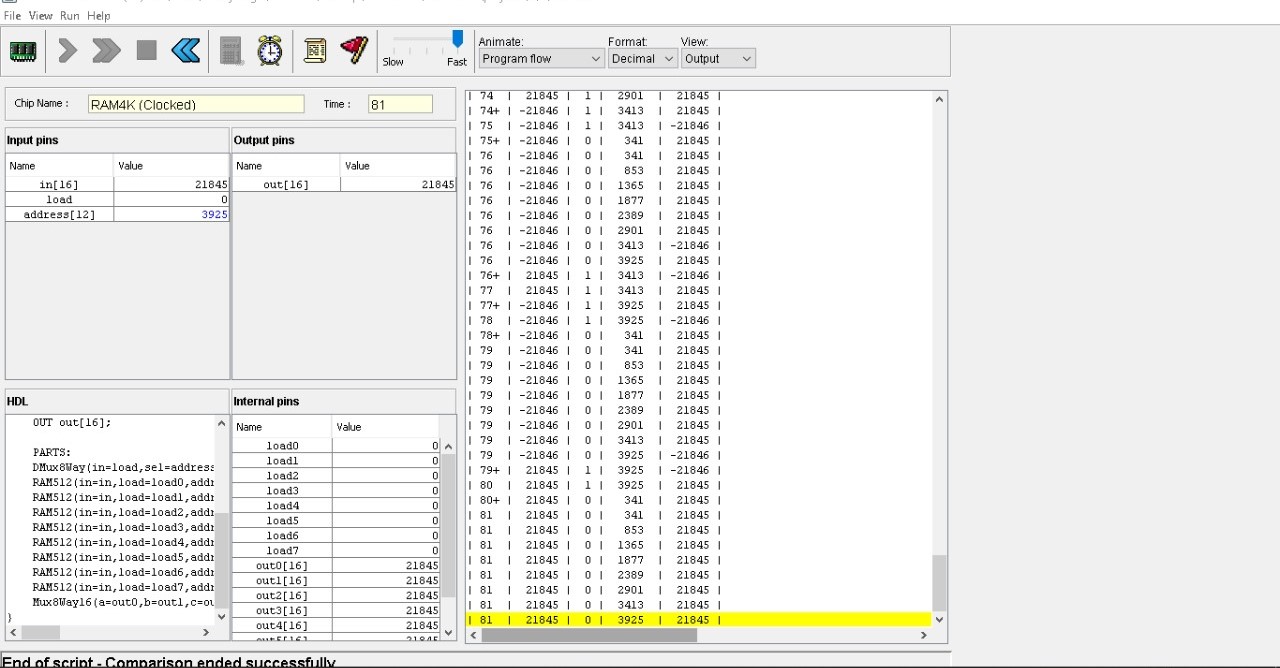 File View Run Help
Slow Fast
Animate: Format: View:
Program flow Decimal Output
Chip Name : RAM4K (Clocked) Time : 81
Input pins
Name Value
in[16] 21845
load 0
address[12] 3925
Output pins
Name Value
out[16] 21845
HDL
OUT out[16];
PARTS:
DMux8Way(in=load,sel=address
RAM512(in=in,load=load0,addr
RAM512(in=in,load=load1,addr
RAM512(in=in,load=load2,addr
RAM512(in=in,load=load3,addr
RAM512(in=in,load=load4,addr
RAM512(in=in,load=load5,addr
RAM512(in=in,load=load6,addr
RAM512(in=in,load=load7,addr
Mux8Way16(a=out0,b=out1,c=ou
}
Internal pins
Name Value
load0 0
load1 0
load2 0
load3 0
load4 0
load5 0
load6 0
load7 0
out0[16] 21845
out1[16] 21845
out2[16] 21845
out3[16] 21845
out4[16] 21845
out5[16] 21845
| 74 | 21845 | 1 | 2901 | 21845 |
| 74+ | -21846 | 1 | 3413 | 21845 |
| 75 | -21846 | 1 | 3413 | -21846 |
| 75+ | -21846 | 0 | 341 | 21845 |
| 76 | -21846 | 0 | 341 | 21845 |
| 76 | -21846 | 0 | 853 | 21845 |
| 76 | -21846 | 0 | 1365 | 21845 |
| 76 | -21846 | 0 | 1877 | 21845 |
| 76 | -21846 | 0 | 2389 | 21845 |
| 76 | -21846 | 0 | 2901 | 21845 |
| 76 | -21846 | 0 | 3413 | -21846 |
| 76 | -21846 | 0 | 3925 | 21845 |
| 76+ | 21845 | 1 | 3413 | -21846 |
| 77 | 21845 | 1 | 3413 | 21845 |
| 77+ | -21846 | 1 | 3925 | 21845 |
| 78 | -21846 | 1 | 3925 | -21846 |
| 78+ | -21846 | 0 | 341 | 21845 |
| 79 | -21846 | 0 | 341 | 21845 |
| 79 | -21846 | 0 | 853 | 21845 |
| 79 | -21846 | 0 | 1365 | 21845 |
| 79 | -21846 | 0 | 1877 | 21845 |
| 79 | -21846 | 0 | 2389 | 21845 |
| 79 | -21846 | 0 | 2901 | 21845 |
| 79 | -21846 | 0 | 3413 | 21845 |
| 79 | -21846 | 0 | 3925 | -21846 |
| 79+ | 21845 | 1 | 3925 | -21846 |
| 80 | 21845 | 1 | 3925 | 21845 |
| 80+ | 21845 | 0 | 341 | 21845 |
| 81 | 21845 | 0 | 341 | 21845 |
| 81 | 21845 | 0 | 853 | 21845 |
| 81 | 21845 | 0 | 1365 | 21845 |
| 81 | 21845 | 0 | 1877 | 21845 |
| 81 | 21845 | 0 | 2389 | 21845 |
| 81 | 21845 | 0 | 2901 | 21845 |
| 81 | 21845 | 0 | 3413 | 21845 |
| 81 | 21845 | 0 | 3925 | 21845 |
End of script - Comparison ended successfully